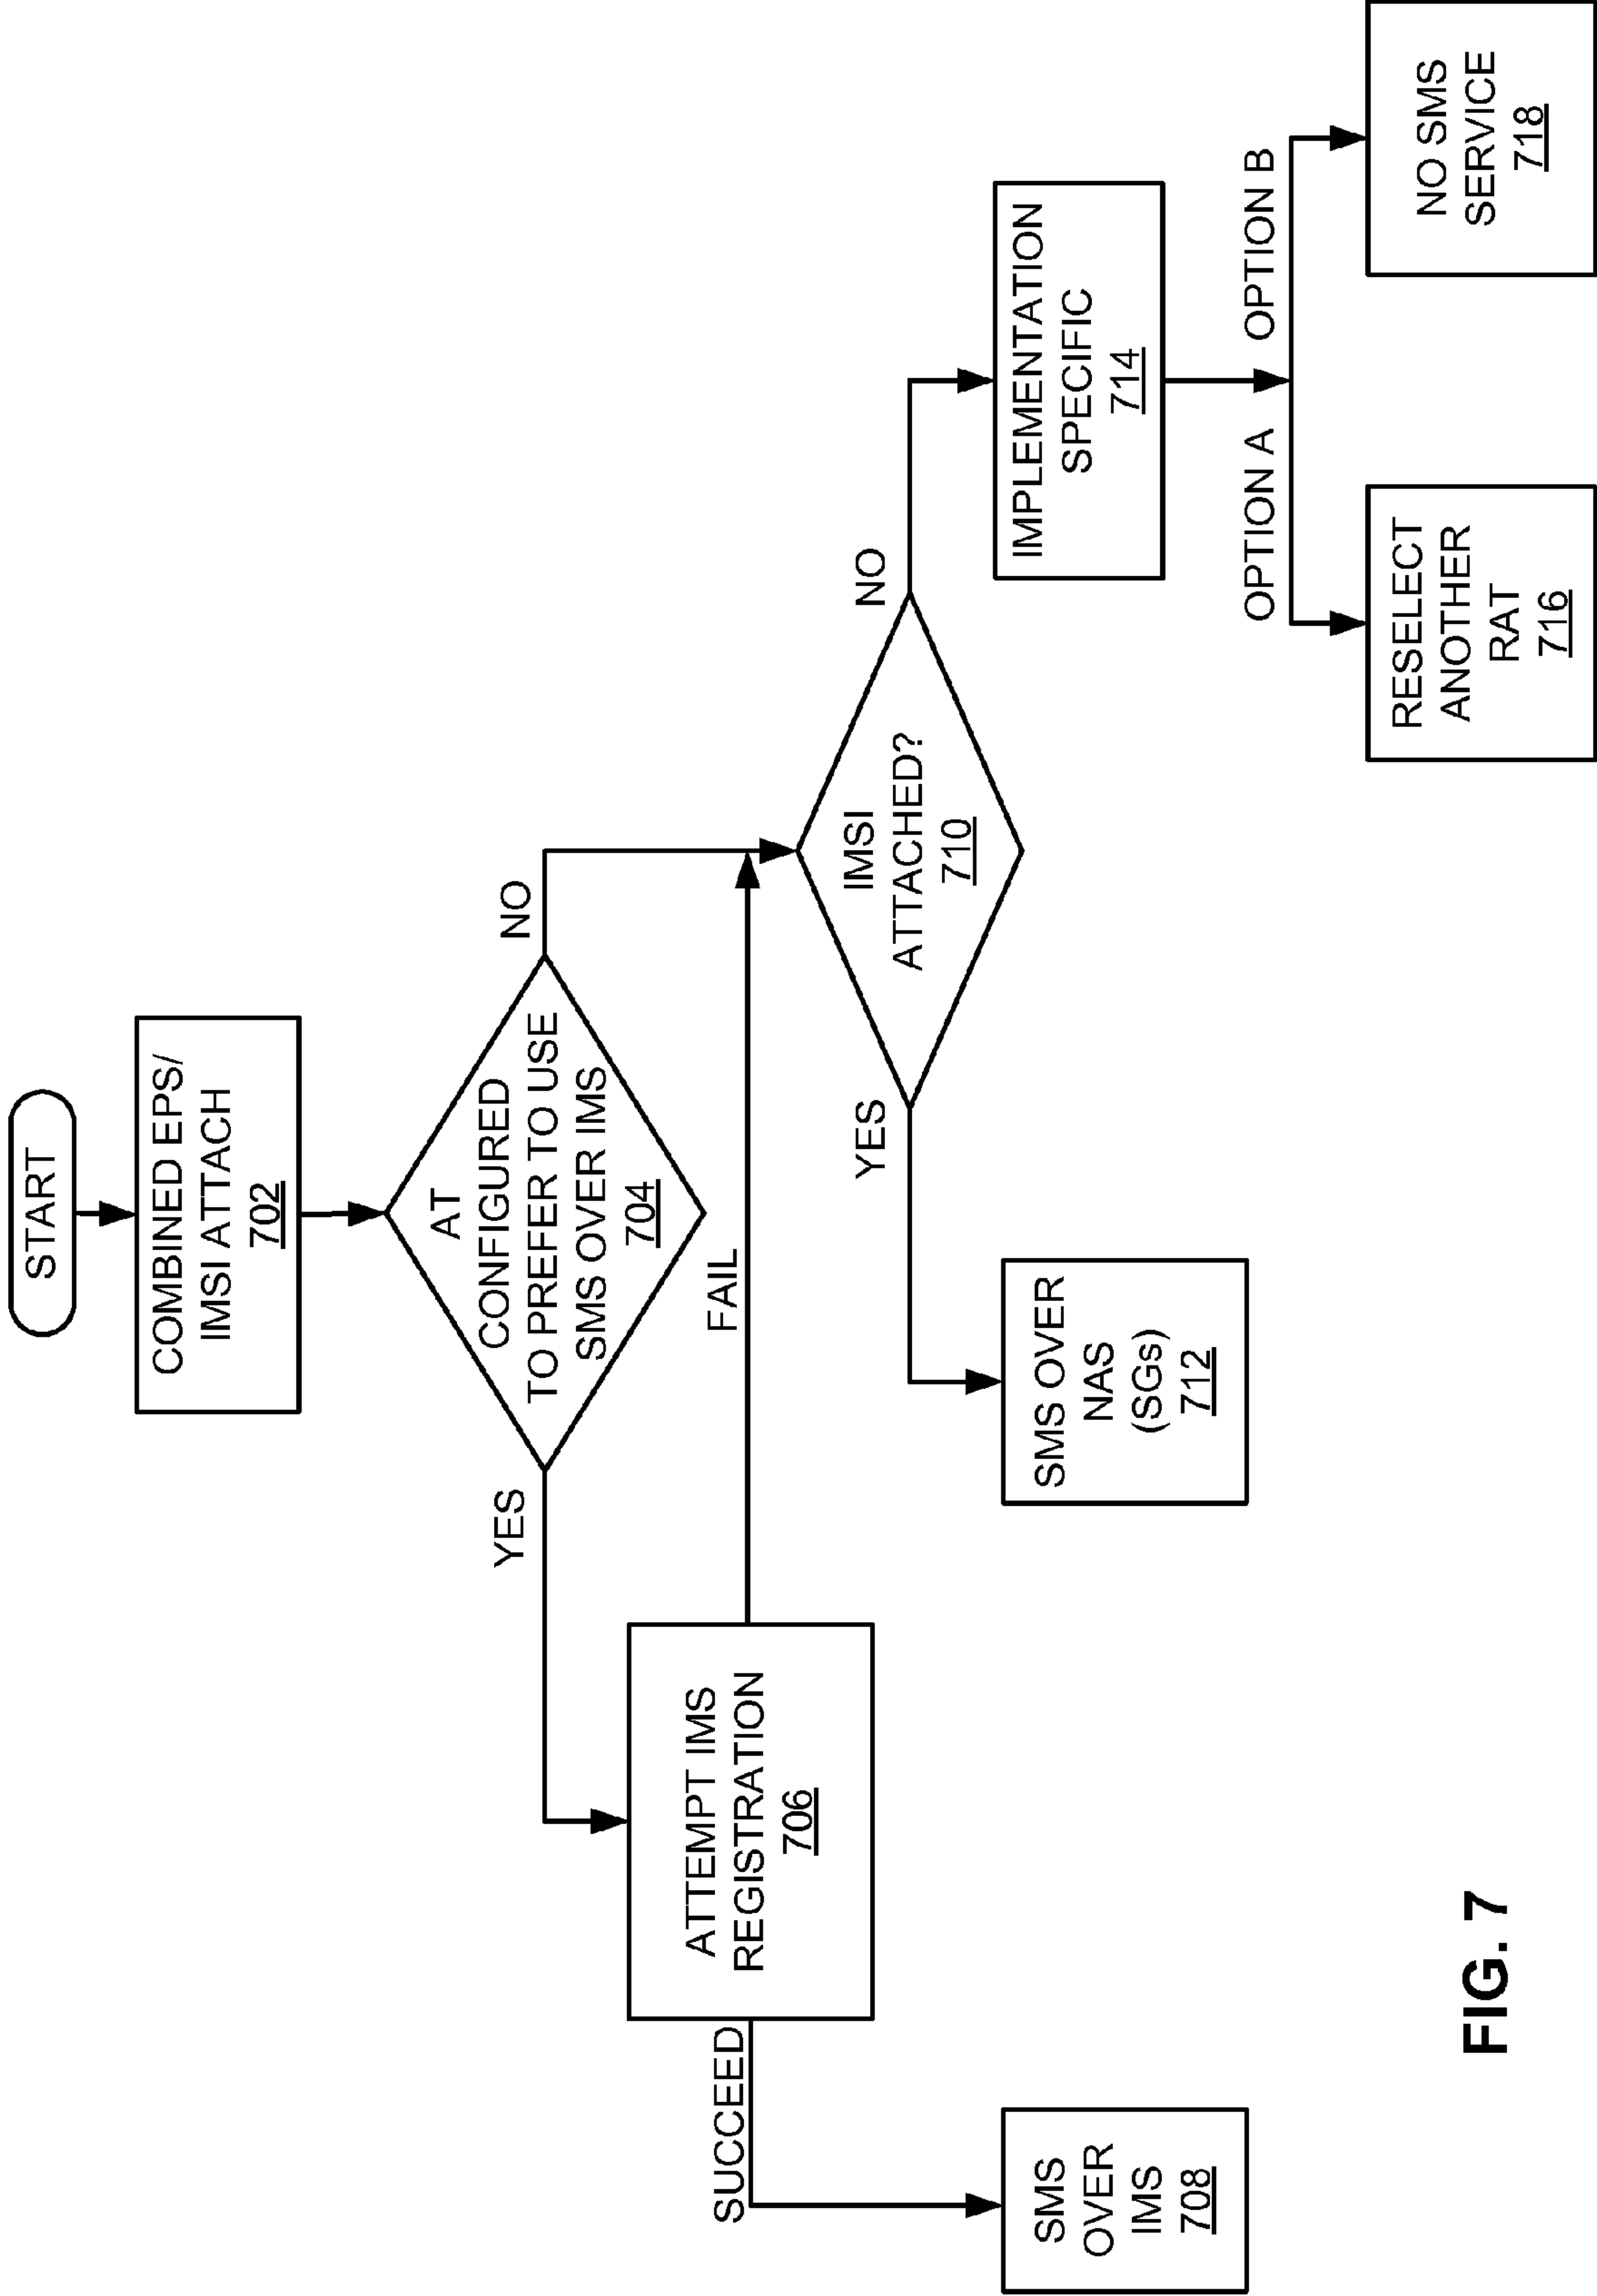 START
COMBINED EPS/
IMSI ATTACH
702
AT
CONFIGURED
TO PREFER TO USE
SMS OVER IMS
704
YES
NO
ATTEMPT IMS
REGISTRATION
706
SUCCEED
FAIL
SMS
OVER
IMS
708
IMSI
ATTACHED?
710
YES
NO
SMS OVER
NAS
(SGs)
712
IMPLEMENTATION
SPECIFIC
714
OPTION A
OPTION B
RESELECT
ANOTHER
RAT
716
NO SMS
SERVICE
718
FIG. 7